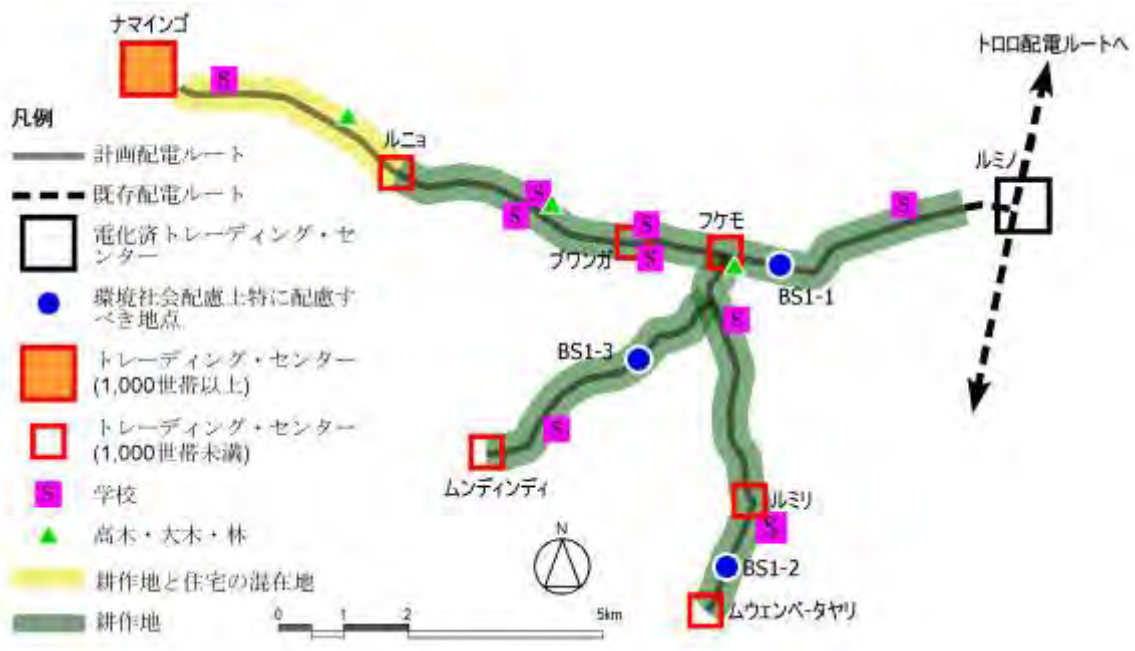 ナマインゴ
トロロ配電ルートへ
S
凡例
ルニョ
計画配電ルート
ルミノ
既存配電ルート
S
S
電化済トレーディング・セ
ンター
S
S
フケモ
ブワンガ
S
BS1-1
環境社会配慮上特に配慮す
べき地点
S
BS1-3
トレーディング・センター
(1,000世帯以上)
トレーディング・センター
(1,000世帯未満)
S
ムンディンディ
S
学校
ルミリ
S
高木・大木・林
N
BS1-2
耕作地と住宅の混在地
ムウェンベ-タヤリ
0 1 2 5km
耕作地